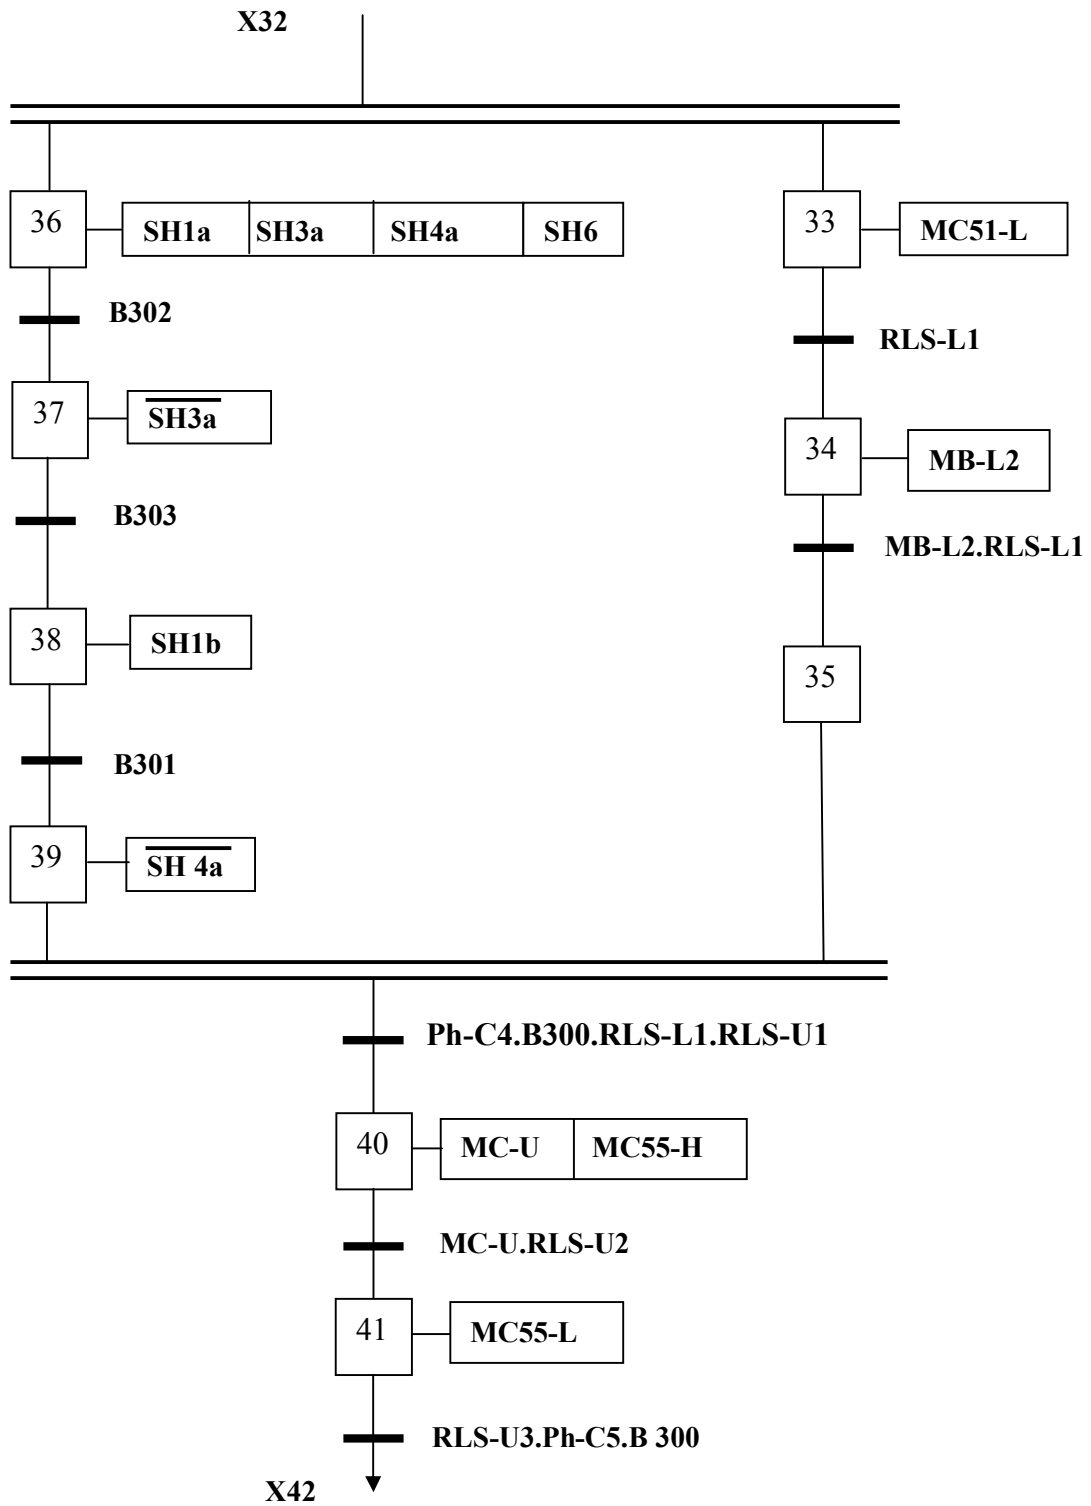 X32
36
SH1a SH3a SH4a SH6
33
MC51-L
B302
RLS-L1
37
SH3a
34
MB-L2
B303
MB-L2.RLS-L1
38
SH1b
35
B301
39
SH 4a
Ph-C4.B300.RLS-L1.RLS-U1
40
MC-U MC55-H
MC-U.RLS-U2
41
MC55-L
RLS-U3.Ph-C5.B 300
X42